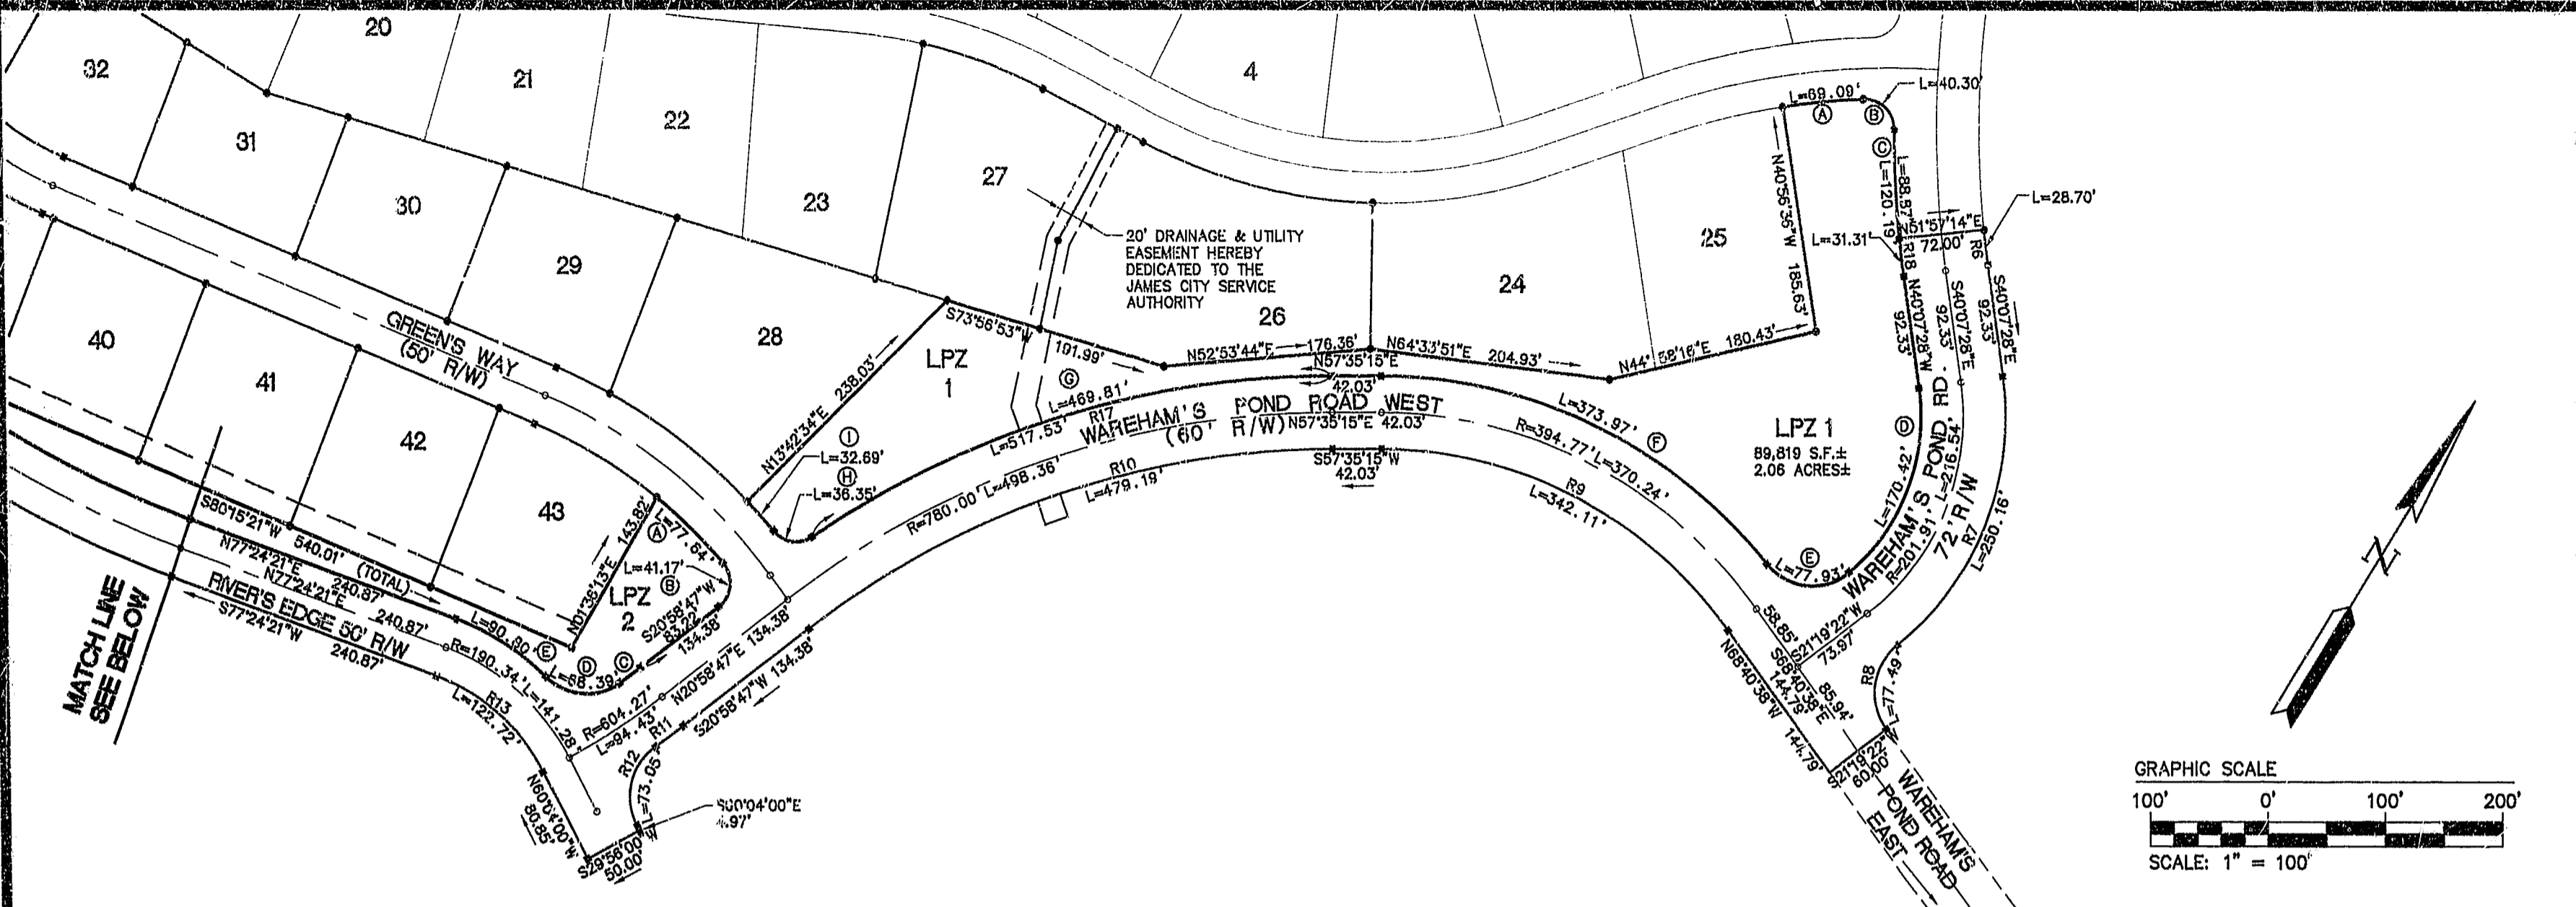 20
4
32
21
22
31
30
23
27
29
28
L=69.09'
L=40.30'
A
B
C
L=88.57'
L=120.19'
N51°57'14"E
72.00'
L=28.70'
L=31.31'
R6
R18
N40°56'35"W
185.63'
25
20' DRAINAGE & UTILITY
EASEMENT HEREBY
DEDICATED TO THE
JAMES CITY SERVICE
AUTHORITY
26
24
S73°56'53"W
191.99'
LPZ
1
N52°53'44"E
176.36'
N64°33'51"E
204.93'
180.43'
N57°35'15"E
42.03'
N40°07'28"W
92.33'
S40°07'28"E
92.33'
S40°07'28"E
92.33'
40
41
42
43
GREEN'S WAY
(50' R/W)
N13°42'34"E 238.03'
G
L=469.81'
R17
L=517.53'
WAREHAM'S POND ROAD WEST
(60' R/W)
N57°35'15"E 42.03'
S57°35'15"W
42.03'
L=373.97'
F
R=394.77'
L=370.24'
R9
L=342.11'
LPZ 1
89,819 S.F.±
2.06 ACRES±
D
L=170.42'
WAREHAM'S POND RD.
72' R/W
L=216.54'
R=201.91'
R7
L=250.16'
E
L=77.93'
I
L=32.69'
H
L=36.35'
R=780.00'
L=498.36'
R10
L=479.19'
S80°15'21"W
540.01'
(TOTAL)
N77°24'21"E
240.87'
N77°24'21"E
240.87'
RIVER'S EDGE 50' R/W
S77°24'21"W
240.87'
MATCH LINE
SEE BELOW
N01°36'13"E 143.82'
A
L=77.64'
L=41.17'
B
LPZ
2
S20°58'47"W
83.22'
134.38'
N20°58'47"E 134.38'
S20°58'47"W 134.38'
L=90.80'
E
D
C
L=68.39'
R=190.34'
L=141.28'
R13
L=122.72'
R=604.27'
L=94.43'
R11
R12
L=73.05'
N60°04'00"W
80.85'
S29°56'00"W
50.00'
58.85'
S21°19'22"W
73.97'
S68°40'38"E
144.79'
85.94'
N68°40'38"W
144.79'
R8
L=77.49'
S21°19'22"W
60.00'
WAREHAM'S
POND ROAD
EAST
N
GRAPHIC SCALE
100' 0' 100' 200'
SCALE: 1" = 100'